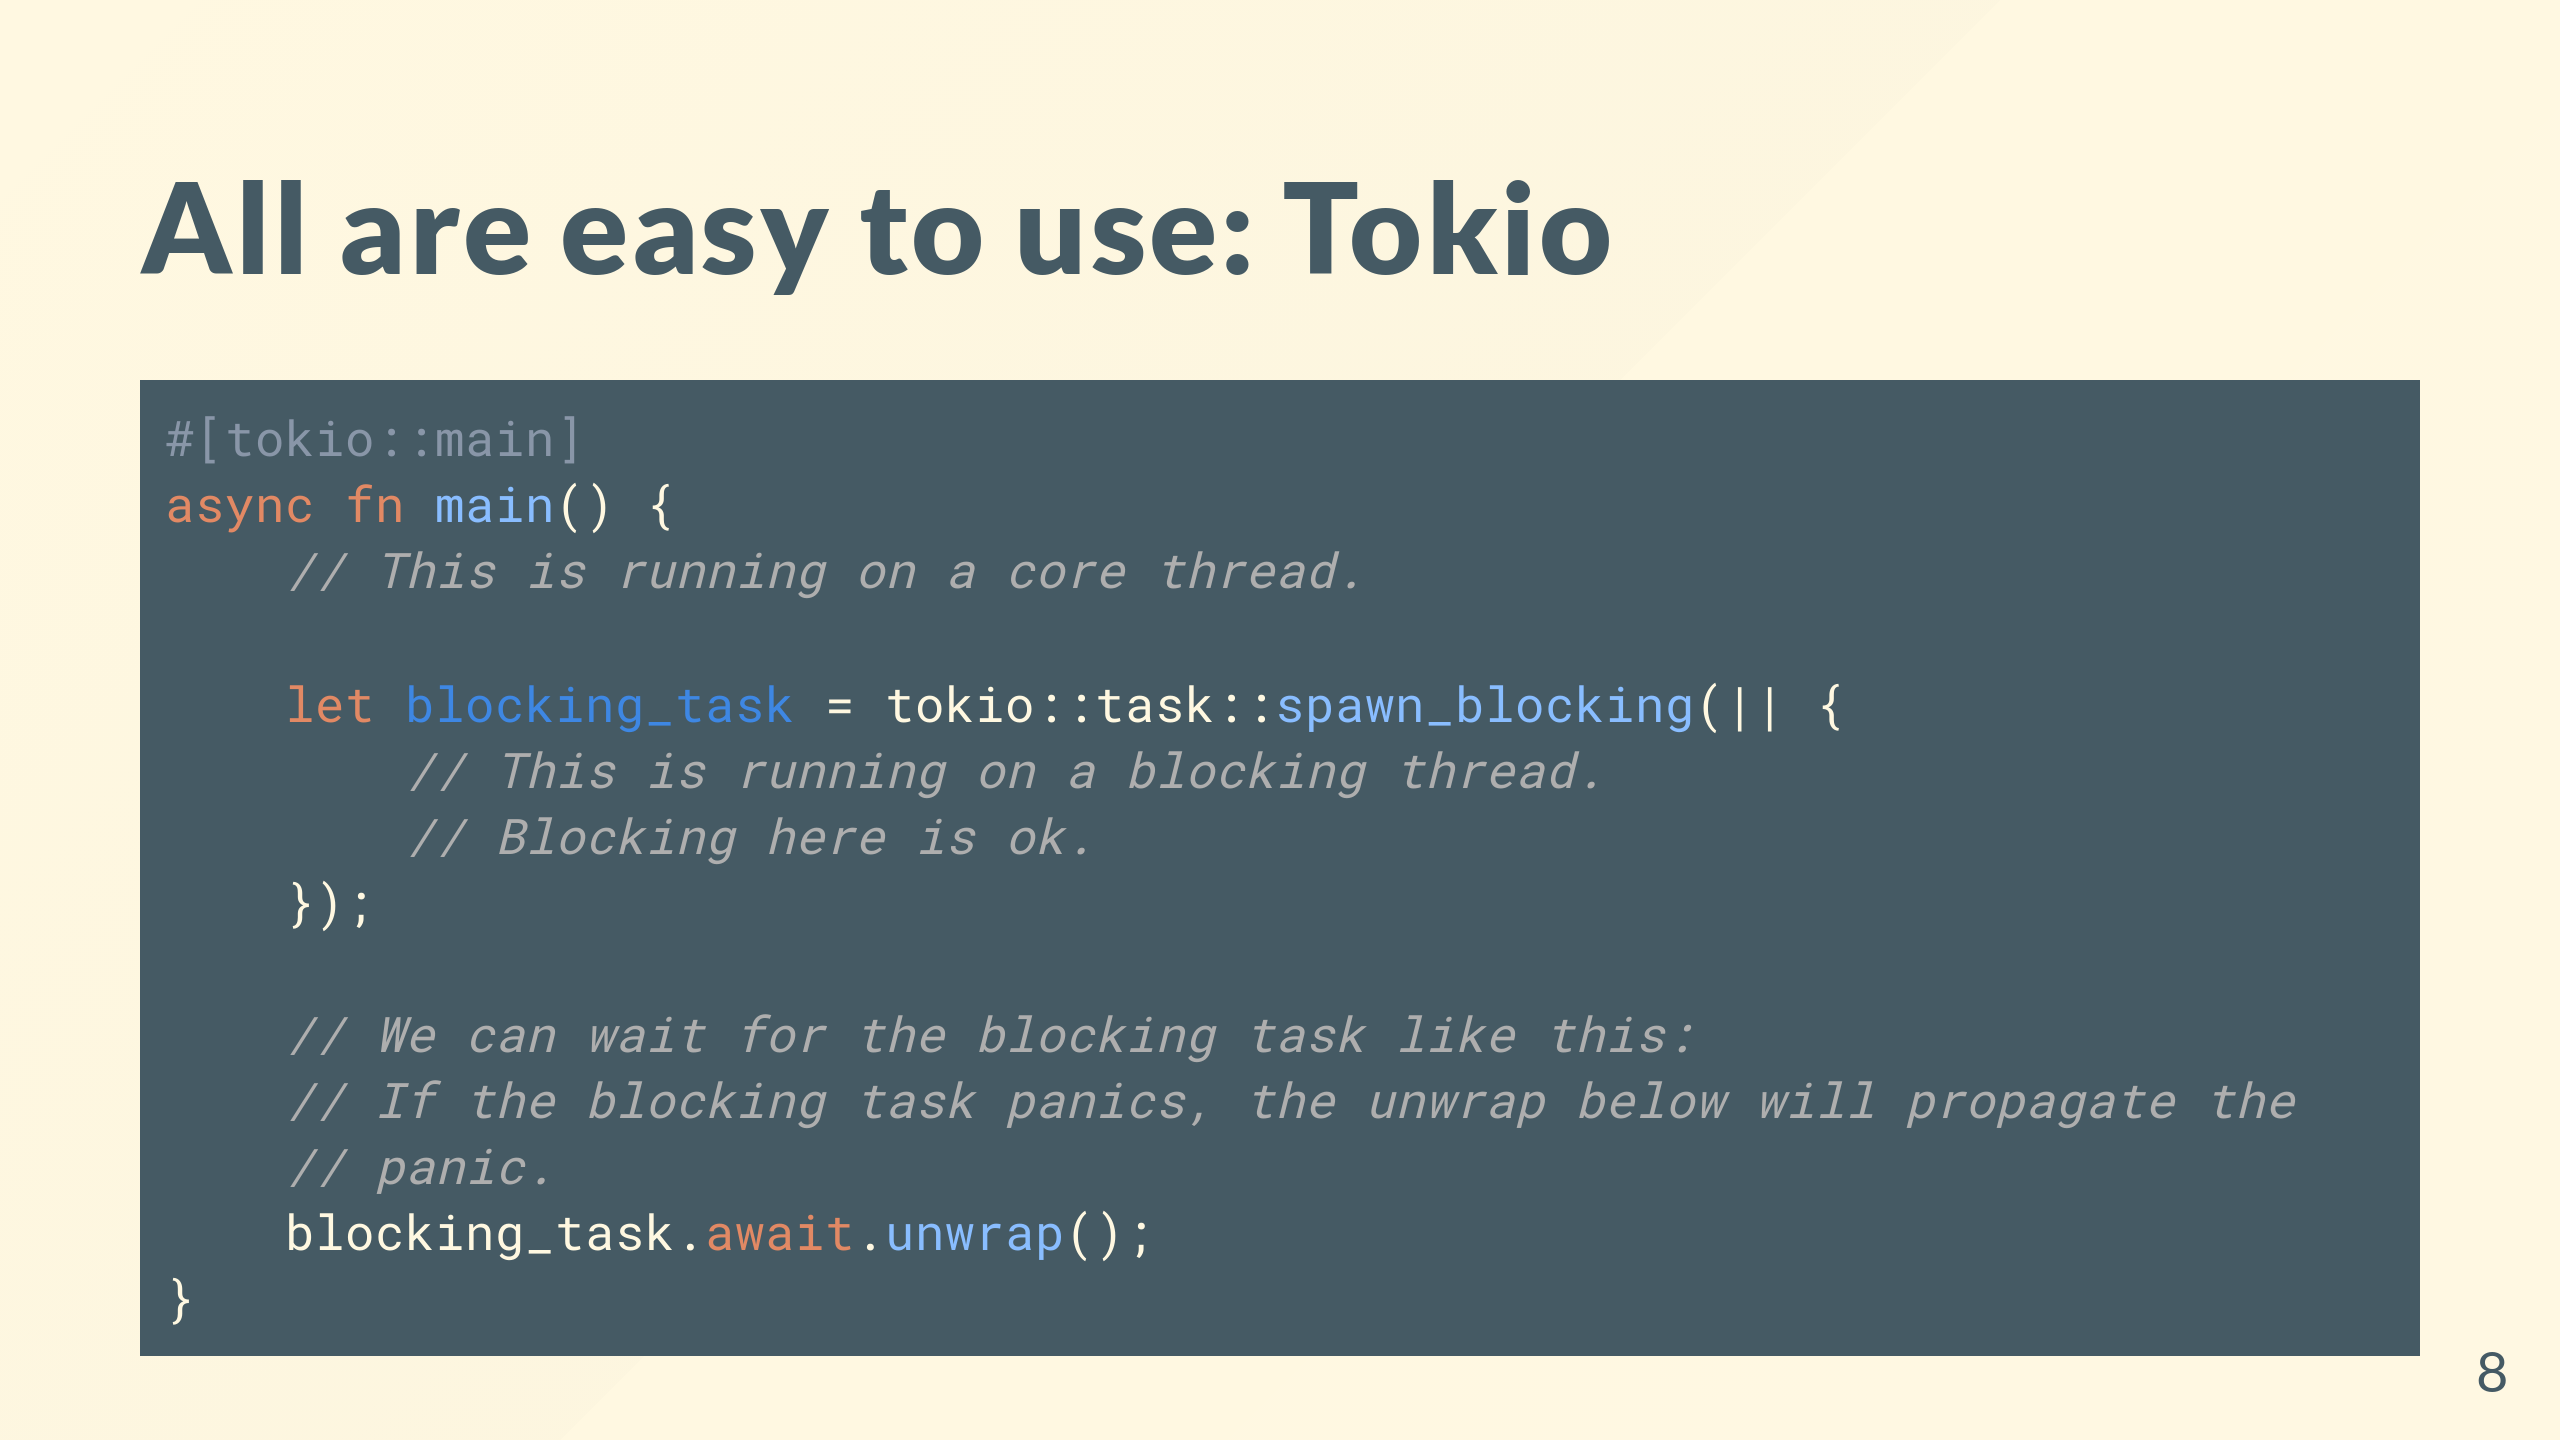 All are easy to use: Tokio
#[tokio::main]
async fn main() {
    // This is running on a core thread.
    let blocking_task = tokio::task::spawn_blocking(|| {
        // This is running on a blocking thread.
        // Blocking here is ok.
    });
    // We can wait for the blocking task like this:
    // If the blocking task panics, the unwrap below will propagate the
    // panic.
    blocking_task.await.unwrap();
}
8